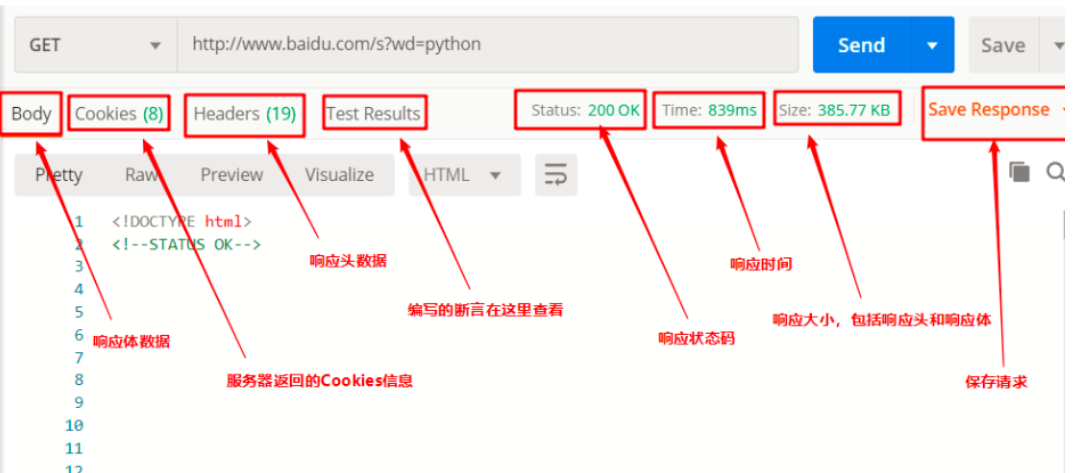 GET http://www.baidu.com/s?wd=python Send Save
Body Cookies (8) Headers (19) Test Results Status: 200 OK Time: 839ms Size: 385.77 KB Save Response
Pretty Raw Preview Visualize HTML
1 <!DOCTYPE html>
2 <!--STATUS OK-->
3
4
5
6
7
8
9
10
11
12
响应头数据
响应时间
编写的断言在这里查看
响应大小，包括响应头和响应体
响应体数据
响应状态码
服务器返回的Cookies信息
保存请求